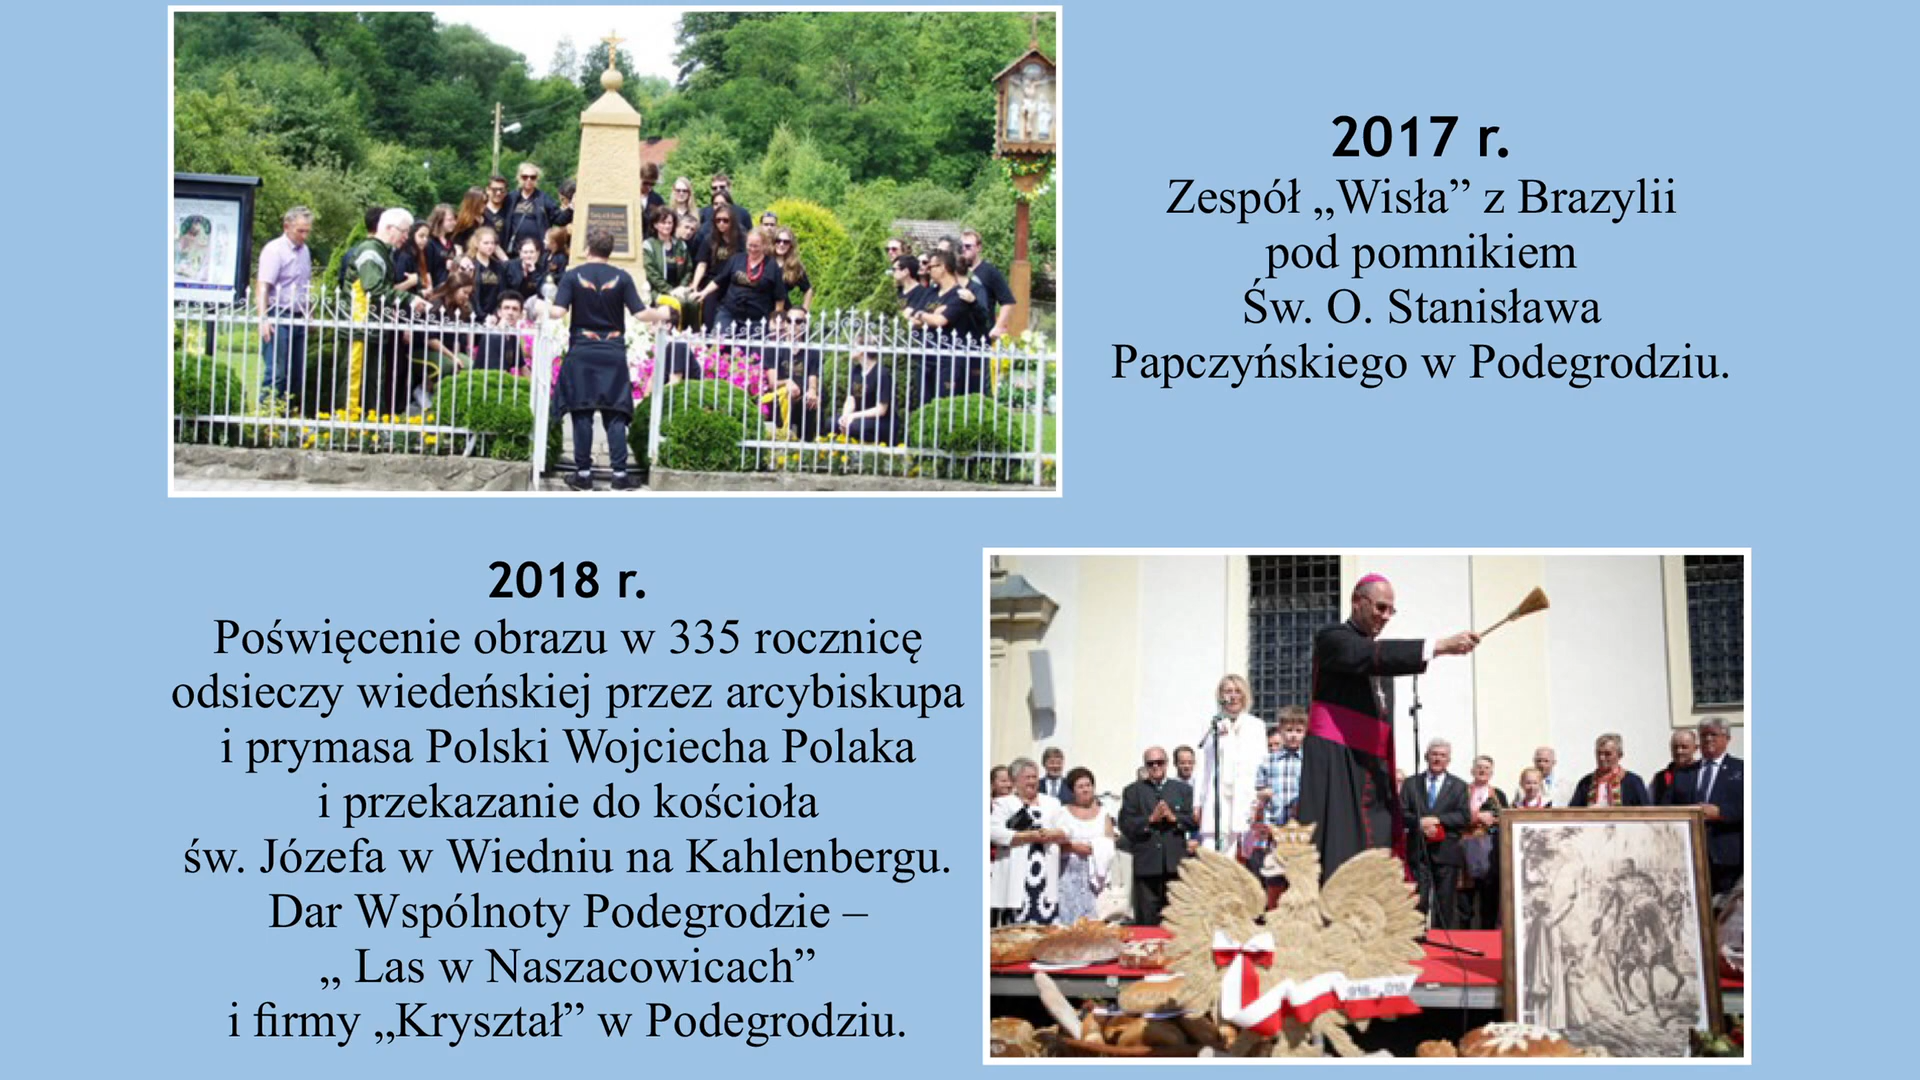 2017 r.
Zespół „Wisła” z Brazylii
pod pomnikiem
Św. O. Stanisława
Papczyńskiego w Podegrodziu.
2018 r.
Poświęcenie obrazu w 335 rocznicę
odsieczy wiedeńskiej przez arcybiskupa
i prymasa Polski Wojciecha Polaka
i przekazanie do kościoła
św. Józefa w Wiedniu na Kahlenbergu.
Dar Wspólnoty Podegrodzie –
„ Las w Naszacowicach”
i firmy „Kryształ” w Podegrodziu.